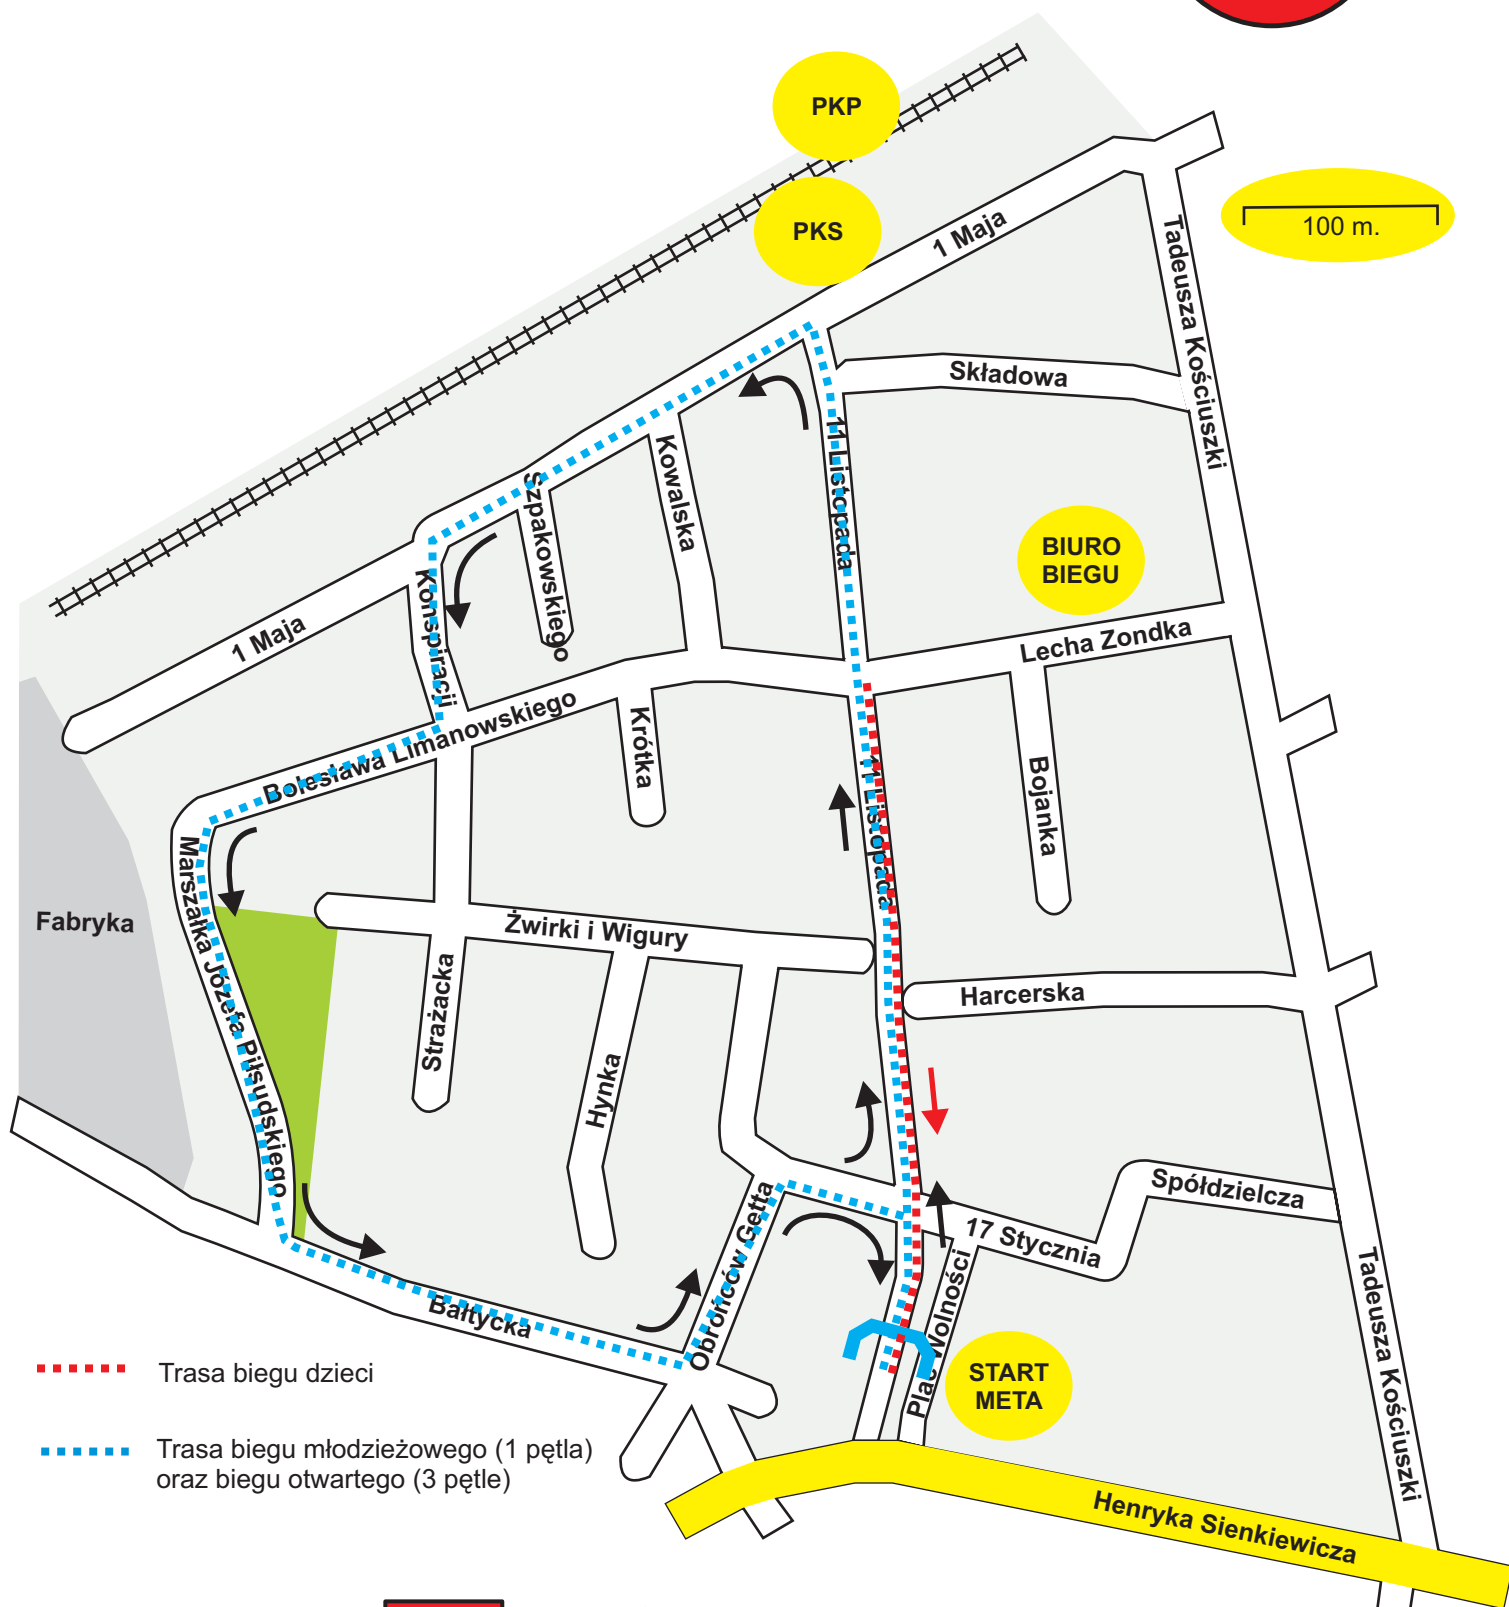 PKP
PKS
1 Maja
100 m.
Tadeusza Kościuszki
Składowa
11 Listopada
Kowalska
Szpakowskiego
BIURO
BIEGU
Konspiracji
1 Maja
Lecha Zondka
Bolesława Limanowskiego
Krótka
Bojanka
11 Listopada
Marszałka Józefa Piłsudskiego
Fabryka
Żwirki i Wigury
Strażacka
Harcerska
Hynka
Spółdzielcza
17 Stycznia
Obrońców Getta
Plac Wolności
Bałtycka
Tadeusza Kościuszki
START
META
Trasa biegu dzieci
Trasa biegu młodzieżowego (1 pętla)
oraz biegu otwartego (3 pętle)
Henryka Sienkiewicza